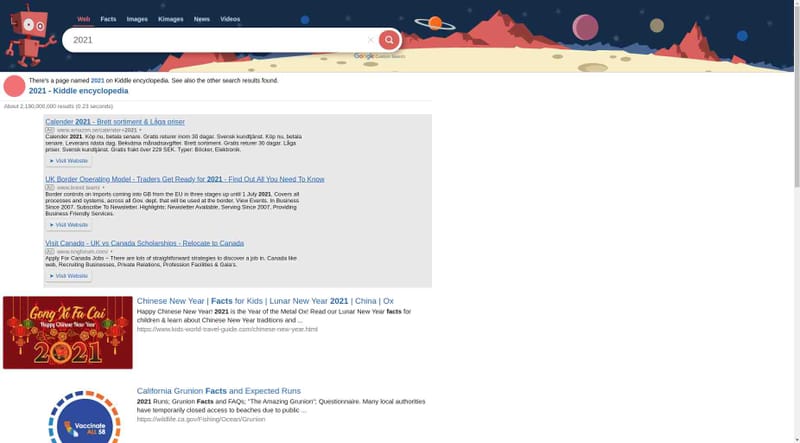 Web Facts Images Kimages News Videos
2021
Google Custom Search
There's a page named 2021 on Kiddle encyclopedia. See also the other search results found.
2021 - Kiddle encyclopedia
About 2,180,000,000 results (0.23 seconds)
Calender 2021 - Brett sortiment & Låga priser
Ad www.amazon.se/calender+2021
Calender 2021. Köp nu, betala senare. Gratis returer inom 30 dagar. Svensk kundtjänst. Köp nu, betala
senare. Leverans nästa dag. Bekväma månadsavgifter. Gratis returer 30 dagar. Låga
priser. Svensk kundtjänst. Gratis frakt över 229 SEK. Typer: Böcker, Elektronik.
➤ Visit Website
UK Border Operating Model - Traders Get Ready for 2021 - Find Out All You Need To Know
Border controls on imports coming into GB from the EU in three stages up until 1 July 2021. Covers all
processes and systems, across all Gov. dept. that will be used at the border. View Events. In Business
Since 2007. Subscribe To Newsletter. Highlights: Newsletter Available, Serving Since 2007, Providing
Business Friendly Services.
➤ Visit Website
Visit Canado - UK vs Canada Scholarships - Relocate to Canada
Apply For Canada Jobs ~ There are lots of straightforward strategies to discover a job in. Canada like
web, Recruiting Businesses, Private Relations, Profession Facilities & Gala's.
➤ Visit Website
Gong Xi Fa Cai
Happy Chinese New Year
2021
Chinese New Year | Facts for Kids | Lunar New Year 2021 | China | Ox
Happy Chinese New Year! 2021 is the Year of the Metal Ox! Read our Lunar New Year facts for
children & learn about Chinese New Year traditions and ...
https://www.kids-world-travel-guide.com/chinese-new-year.html
Vaccinate
ALL 58
California Grunion Facts and Expected Runs
2021 Runs; Grunion Facts and FAQs; "The Amazing Grunion"; Questionnaire. Many local authorities
have temporarily closed access to beaches due to public ...
https://wildlife.ca.gov/Fishing/Ocean/Grunion